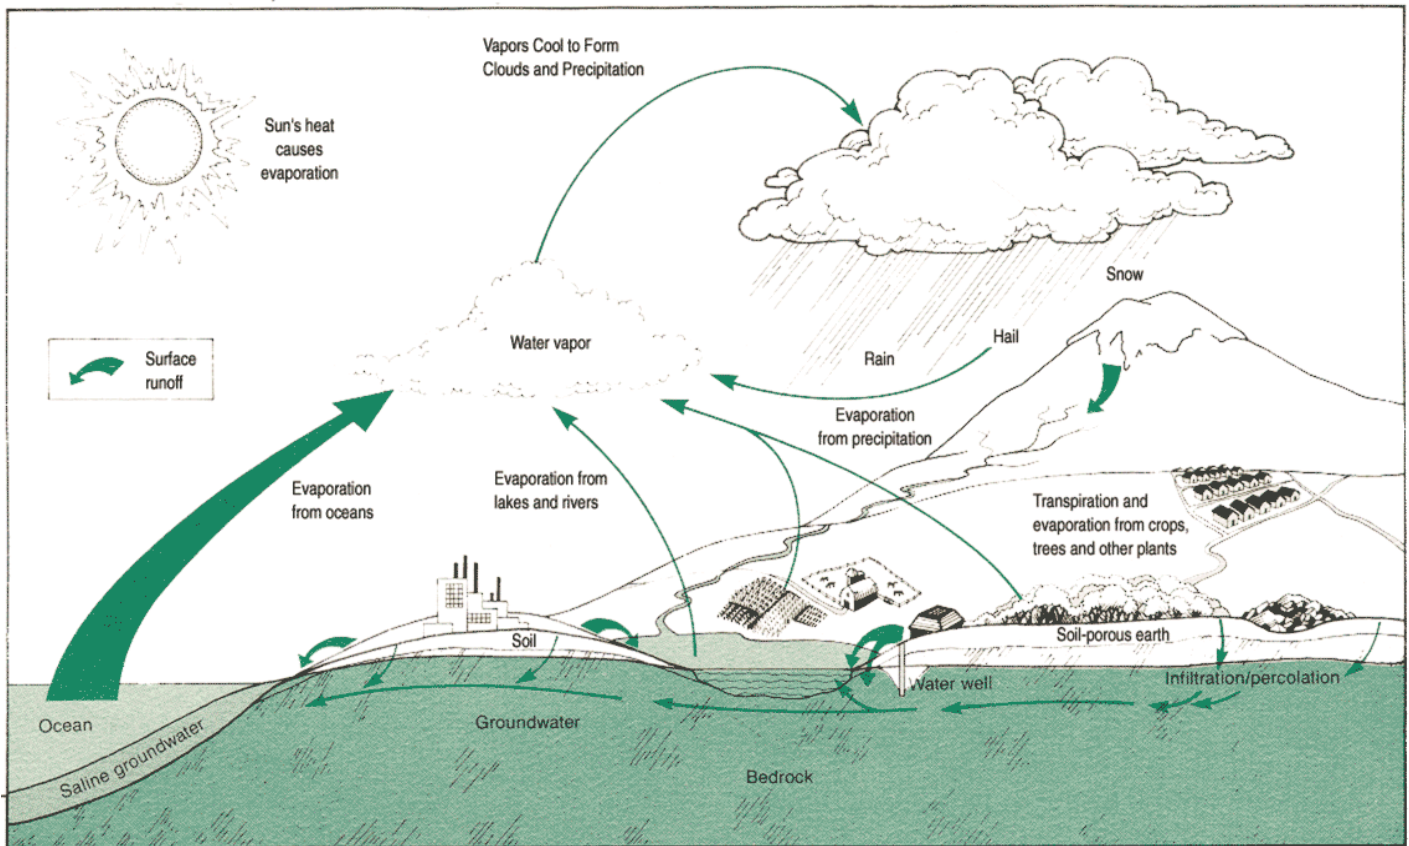 Vapors Cool to Form
Clouds and Precipitation
Sun's heat
causes
evaporation
Snow
Water vapor
Hail
Rain
Surface
runoff
Evaporation
from precipitation
Evaporation
from oceans
Evaporation from
lakes and rivers
Transpiration and
evaporation from crops,
trees and other plants
Soil
Soil-porous earth
Water well
Infiltration/percolation
Ocean
Groundwater
Saline groundwater
Bedrock